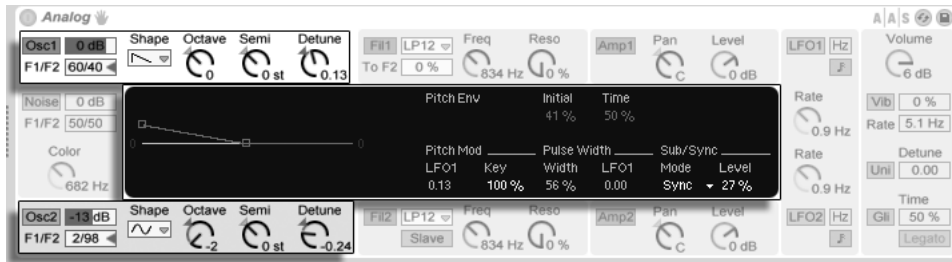 Analog
A A S
Osc1 0 dB Shape Octave Semi Detune Fil1 LP12 Freq Reso Amp1 Pan Level LFO1 Hz Volume
F1/F2 60/40 0 0 st 0.13 To F2 0 % 834 Hz 0 % C 0 dB -6 dB
Noise 0 dB Pitch Env Initial Time Rate Vib 0 %
F1/F2 50/50 41 % 50 % 0.9 Hz Rate 5.1 Hz
0 0
Color Pitch Mod Pulse Width Sub/Sync Rate Detune
LFO1 Key Width LFO1 Mode Level Uni 0.00
682 Hz 0.13 100 % 56 % 0.00 Sync 27 % 0.9 Hz
Time
Osc2 -13 dB Shape Octave Semi Detune Fil2 LP12 Freq Reso Amp2 Pan Level LFO2 Hz Gli 50 %
F1/F2 2/98 -2 0 st -0.24 Slave 834 Hz 0 % C 0 dB Legato